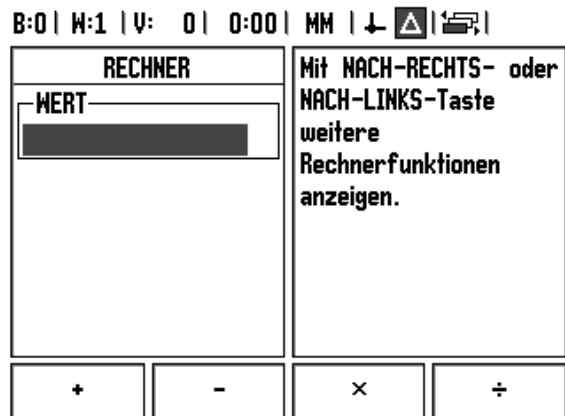 B:0 | W:1 | V: 0 | 0:00 | MM
RECHNER
WERT
Mit NACH-RECHTS- oder
NACH-LINKS-Taste
weitere
Rechnerfunktionen
anzeigen.
+ - × ÷